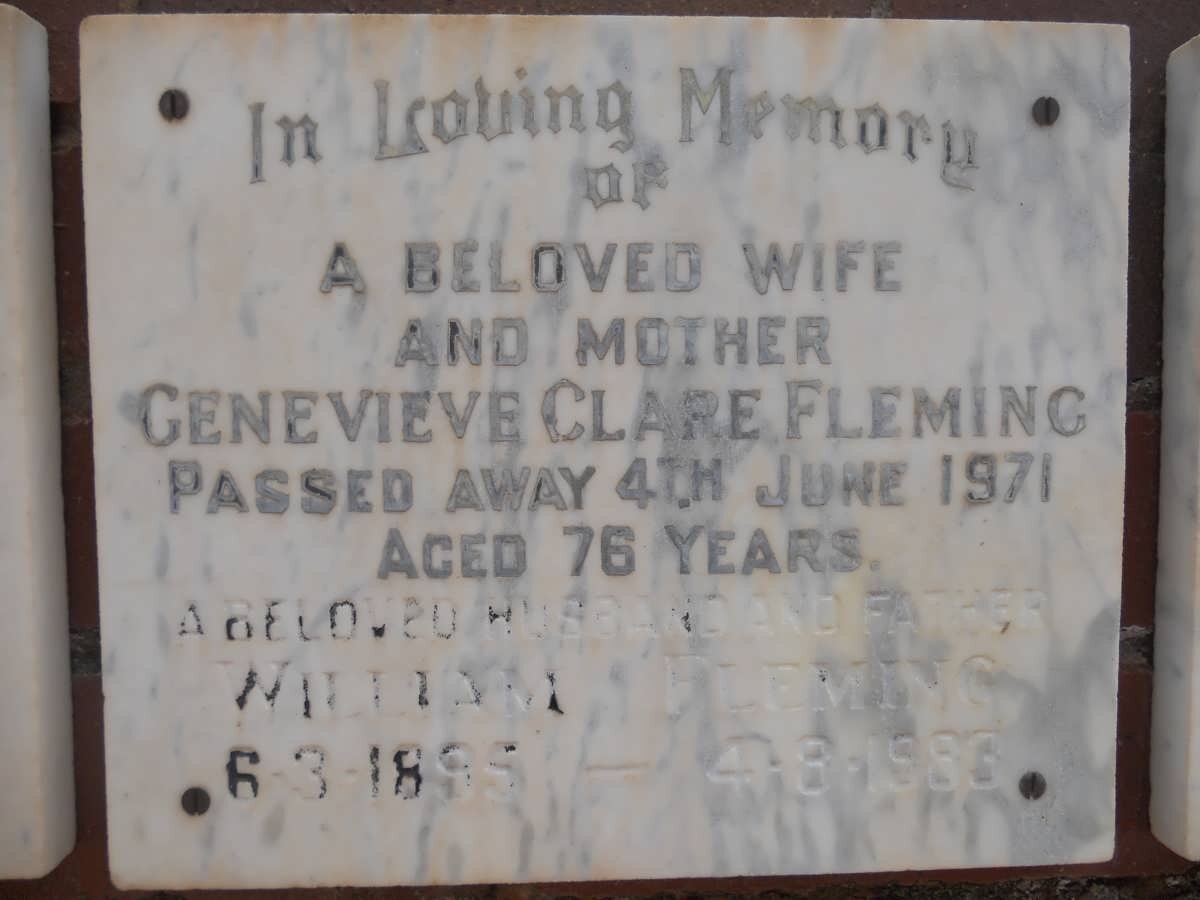 In Loving Memory
of
A BELOVED WIFE
AND MOTHER
GENEVIEVE CLARE FLEMING
PASSED AWAY 4TH JUNE 1971
AGED 76 YEARS.
A BELOVED HUSBAND AND FATHER
WILLIAM FLEMING
6-3-1895 — 4-8-1983